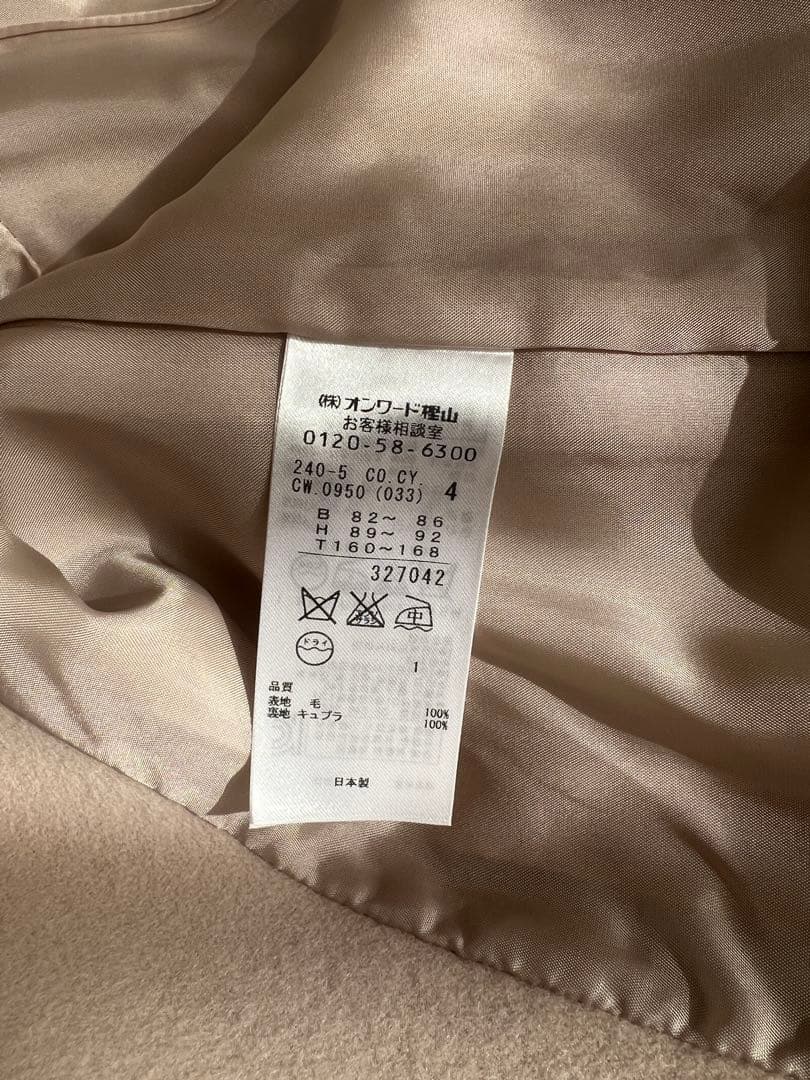 (株)オンワード樫山
お客様相談室
0120-58-6300
240-5 CO.CY.
CW.0950 (033) 4
B 82〜 86
H 89〜 92
T160〜168
327042
中
ドライ
1
品質
表地 毛 100%
裏地 キュプラ 100%
日本製